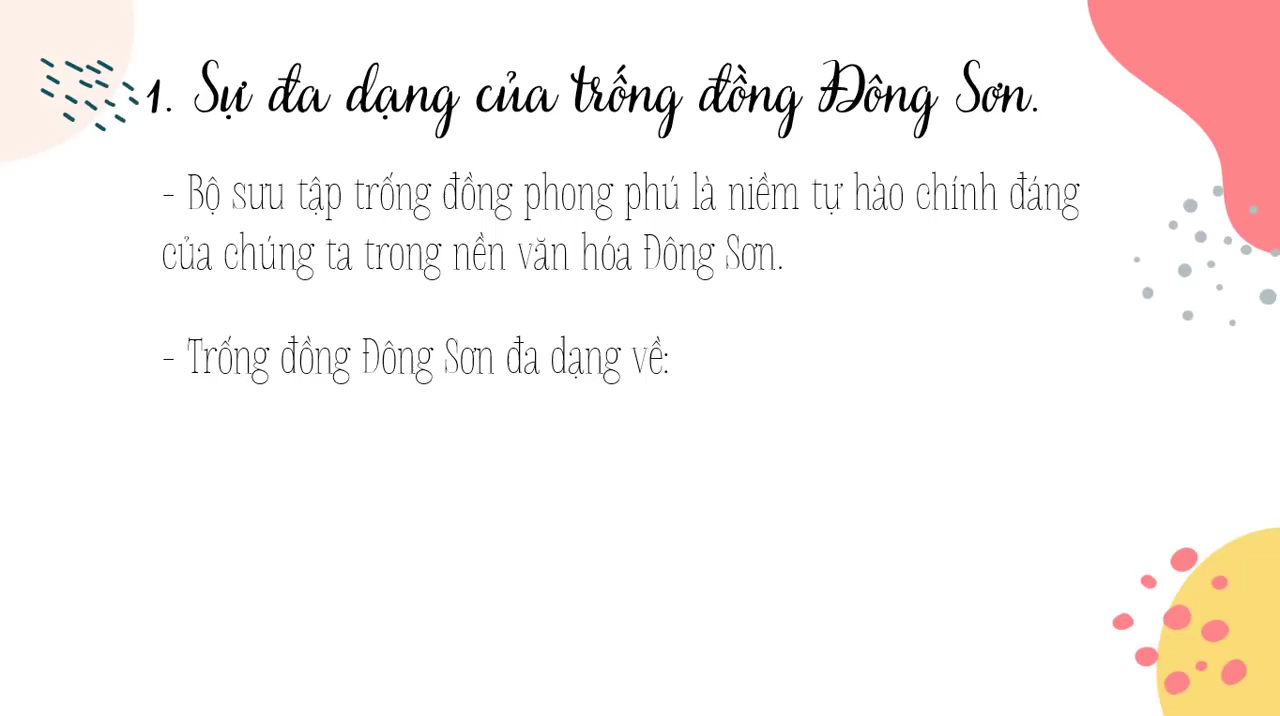 1. Sự đa dạng của trống đồng Đông Sơn.
- Bộ sưu tập trống đồng phong phú là niềm tự hào chính đáng
của chúng ta trong nền văn hóa Đông Sơn.
- Trống đồng Đông Sơn đa dạng về: